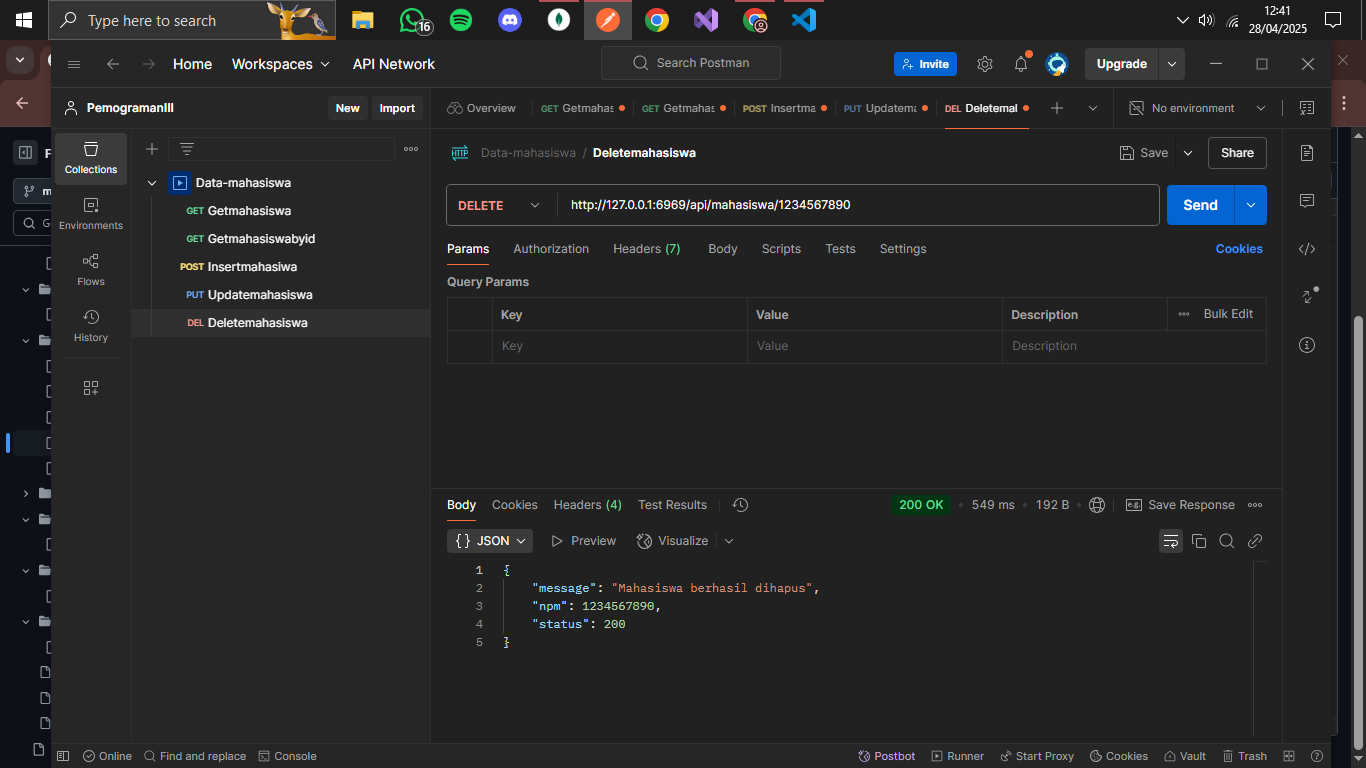 Type here to search
16
12:41
28/04/2025
Home Workspaces API Network
Search Postman
Invite
Upgrade
PemogramanIII
New Import
Overview
GET Getmahas
GET Getmahas
POST Insertma
PUT Updatema
DEL Deletemal
No environment
Collections
Environments
Flows
History
Data-mahasiswa
GET Getmahasiswa
GET Getmahasiswabyid
POST Insertmahasiwa
PUT Updatemahasiswa
DEL Deletemahasiswa
HTTP Data-mahasiswa / Deletemahasiswa
Save Share
DELETE http://127.0.0.1:6969/api/mahasiswa/1234567890 Send
Params Authorization Headers (7) Body Scripts Tests Settings Cookies
Query Params
Key Value Description Bulk Edit
Key Value Description
Body Cookies Headers (4) Test Results
200 OK 549 ms 192 B e.g. Save Response
{} JSON Preview Visualize
1 {
2 "message": "Mahasiswa berhasil dihapus",
3 "npm": 1234567890,
4 "status": 200
5 }
Online Find and replace Console
Postbot Runner Start Proxy Cookies Vault Trash